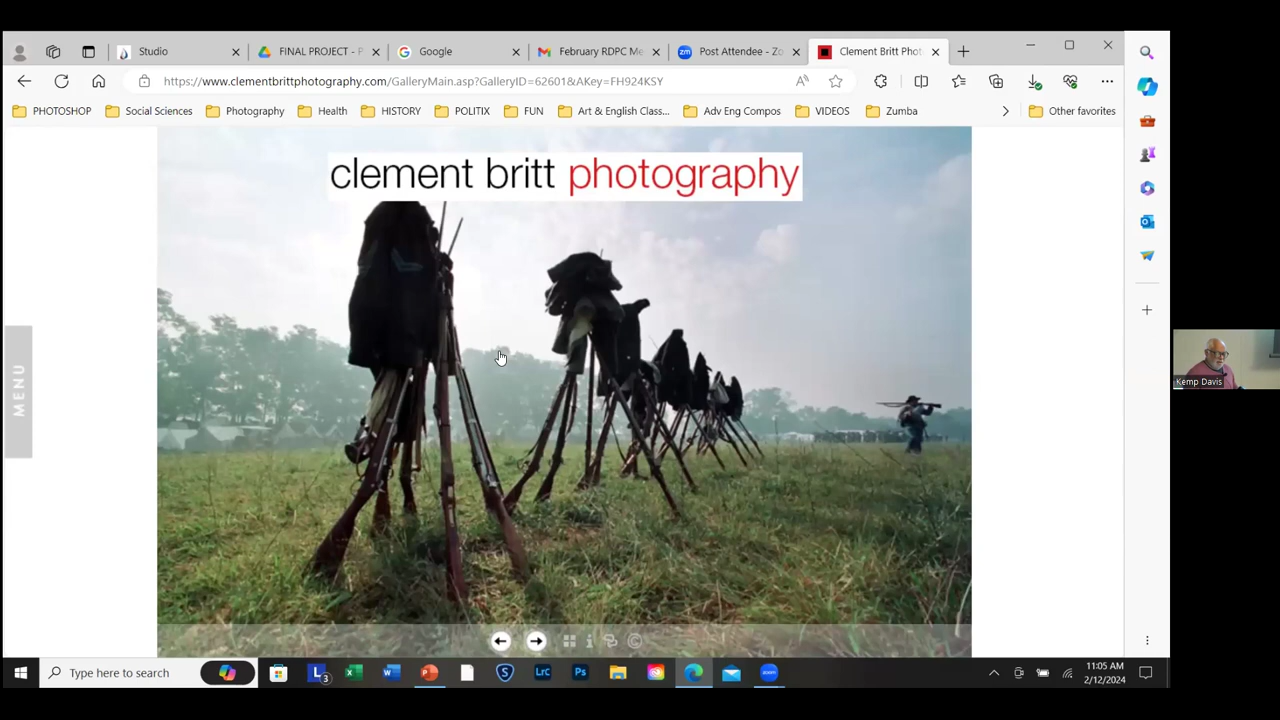 Studio
FINAL PROJECT - P
Google
February RDPC Me
Post Attendee - Zo
Clement Britt Phot
https://www.clementbrittphotography.com/GalleryMain.asp?GalleryID=62601&AKey=FH924KSY
PHOTOSHOP
Social Sciences
Photography
Health
HISTORY
POLITIX
FUN
Art & English Class...
Adv Eng Compos
VIDEOS
Zumba
Other favorites
clement britt photography
MENU
Kemp Davis
Type here to search
L 3
LrC
Ps
11:05 AM
2/12/2024